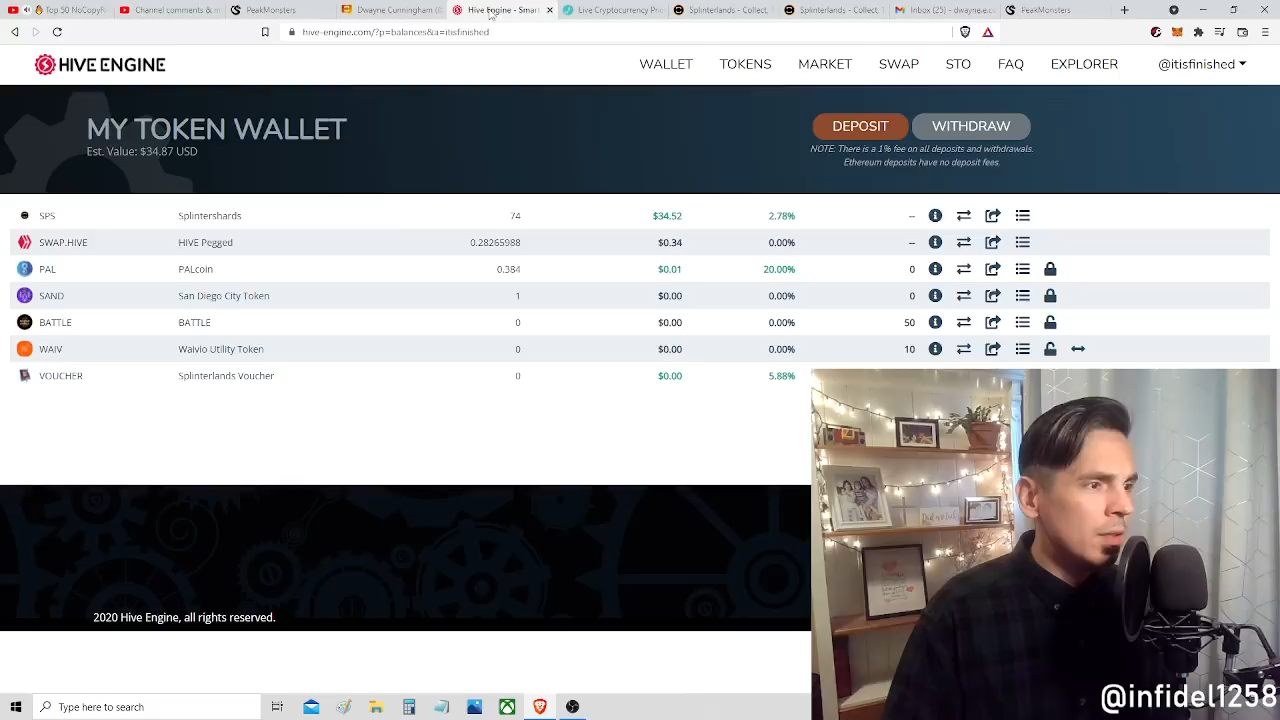 Top 50 NoCopyR
Channel comments & m
PeakMonsters
Dwayne Cunningham (
Hive Engine - Smart
Live Cryptocurrency Pric
Splinterlands - Collect,
Splinterlands - Collect,
Inbox (25) - dwayne.c
PeakMonsters
hive-engine.com/?p=balances&a=itisfinished
HIVE ENGINE
WALLET TOKENS MARKET SWAP STO FAQ EXPLORER @itisfinished
MY TOKEN WALLET
Est. Value: $34.87 USD
DEPOSIT WITHDRAW
NOTE: There is a 1% fee on all deposits and withdrawals.
Ethereum deposits have no deposit fees.
SPS Splintershards 74 $34.52 2.78% --
SWAP.HIVE HIVE Pegged 0.28265988 $0.34 0.00% --
PAL PALcoin 0.384 $0.01 20.00% 0
SAND San Diego City Token 1 $0.00 0.00% 0
BATTLE BATTLE 0 $0.00 0.00% 50
WAIV Waivio Utility Token 0 $0.00 0.00% 10
VOUCHER Splinterlands Voucher 0 $0.00 5.88%
2020 Hive Engine, all rights reserved.
Type here to search
@infidel1258